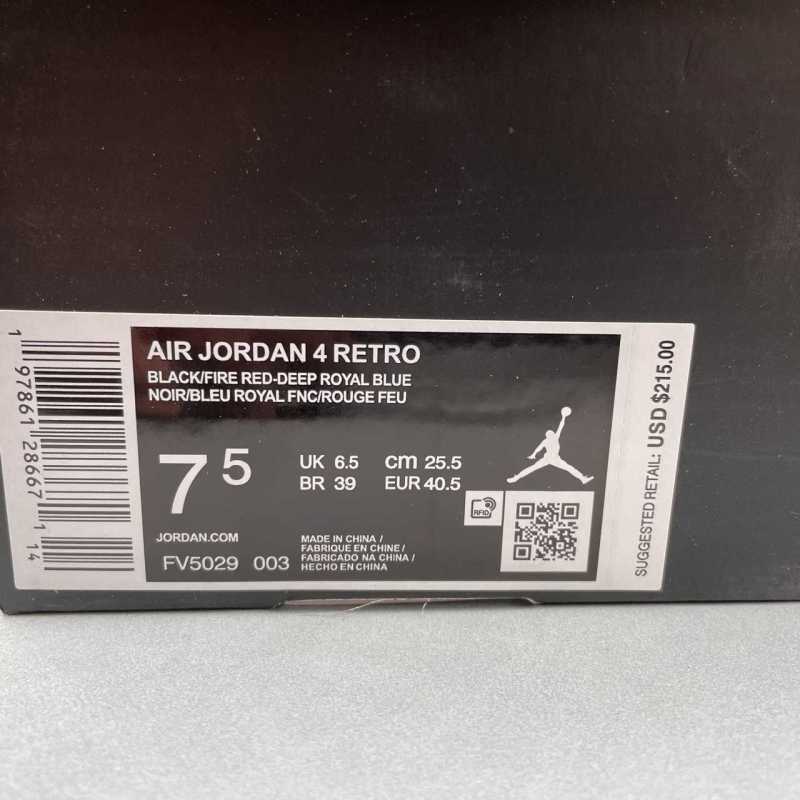 AIR JORDAN 4 RETRO
BLACK/FIRE RED-DEEP ROYAL BLUE
NOIR/BLEU ROYAL FNC/ROUGE FEU
7 5
UK 6.5 cm 25.5
BR 39 EUR 40.5
RFID
JORDAN.COM
FV5029 003
MADE IN CHINA /
FABRIQUE EN CHINE /
FABRICADO NA CHINA /
HECHO EN CHINA
1 97861 28667 1 14
SUGGESTED RETAIL: USD $215.00